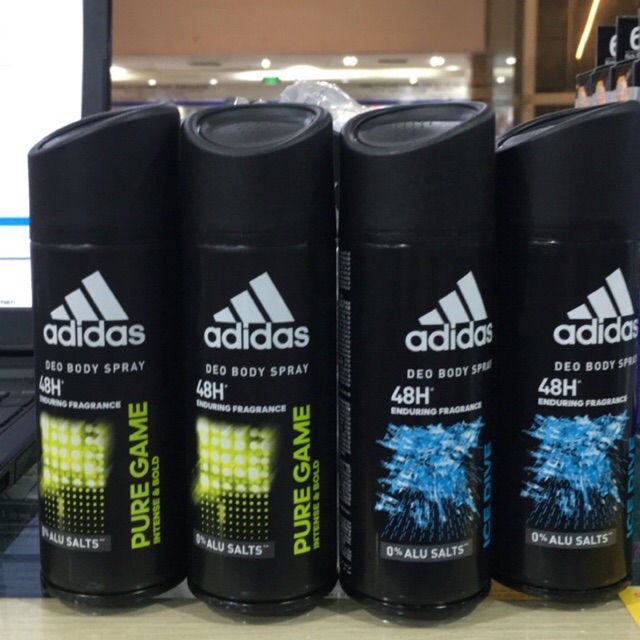 adidas
DEO BODY SPRAY
48H*
ENDURING FRAGRANCE
PURE GAME
INTENSE & BOLD
0% ALU SALTS**
adidas
DEO BODY SPRAY
48H*
ENDURING FRAGRANCE
PURE GAME
INTENSE & BOLD
0% ALU SALTS**
adidas
DEO BODY SPRAY
48H*
ENDURING FRAGRANCE
ICE DIVE
0% ALU SALTS**
adidas
DEO BODY SPRAY
48H*
ENDURING FRAGRANCE
0% ALU SALTS**